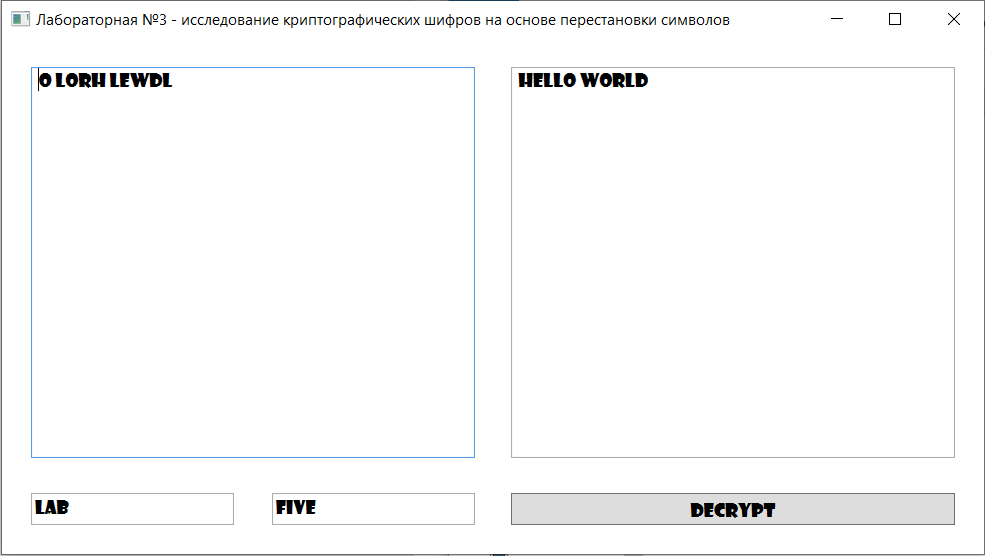 Лабораторная №3 - исследование криптографических шифров на основе перестановки символов
O LORH LEWDL
HELLO WORLD
LAB
FIVE
DECRYPT